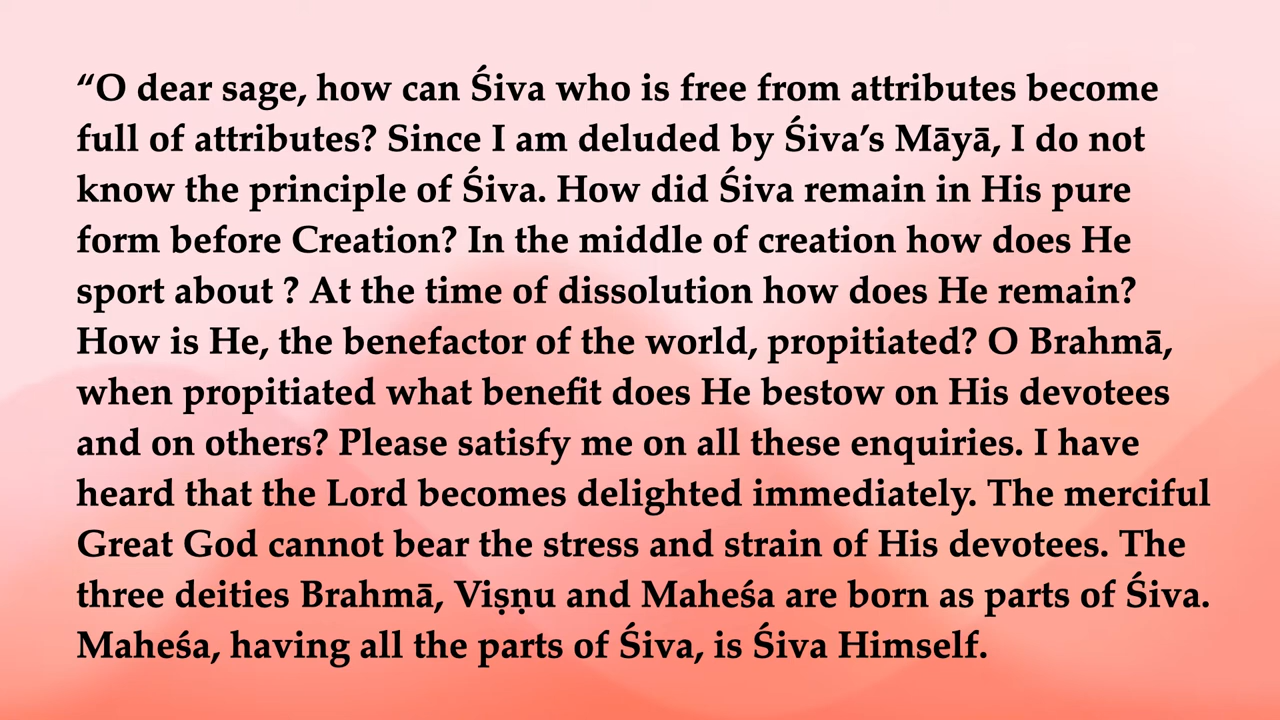 “O dear sage, how can Śiva who is free from attributes become
full of attributes? Since I am deluded by Śiva’s Māyā, I do not
know the principle of Śiva. How did Śiva remain in His pure
form before Creation? In the middle of creation how does He
sport about ? At the time of dissolution how does He remain?
How is He, the benefactor of the world, propitiated? O Brahmā,
when propitiated what benefit does He bestow on His devotees
and on others? Please satisfy me on all these enquiries. I have
heard that the Lord becomes delighted immediately. The merciful
Great God cannot bear the stress and strain of His devotees. The
three deities Brahmā, Viṣṇu and Maheśa are born as parts of Śiva.
Maheśa, having all the parts of Śiva, is Śiva Himself.